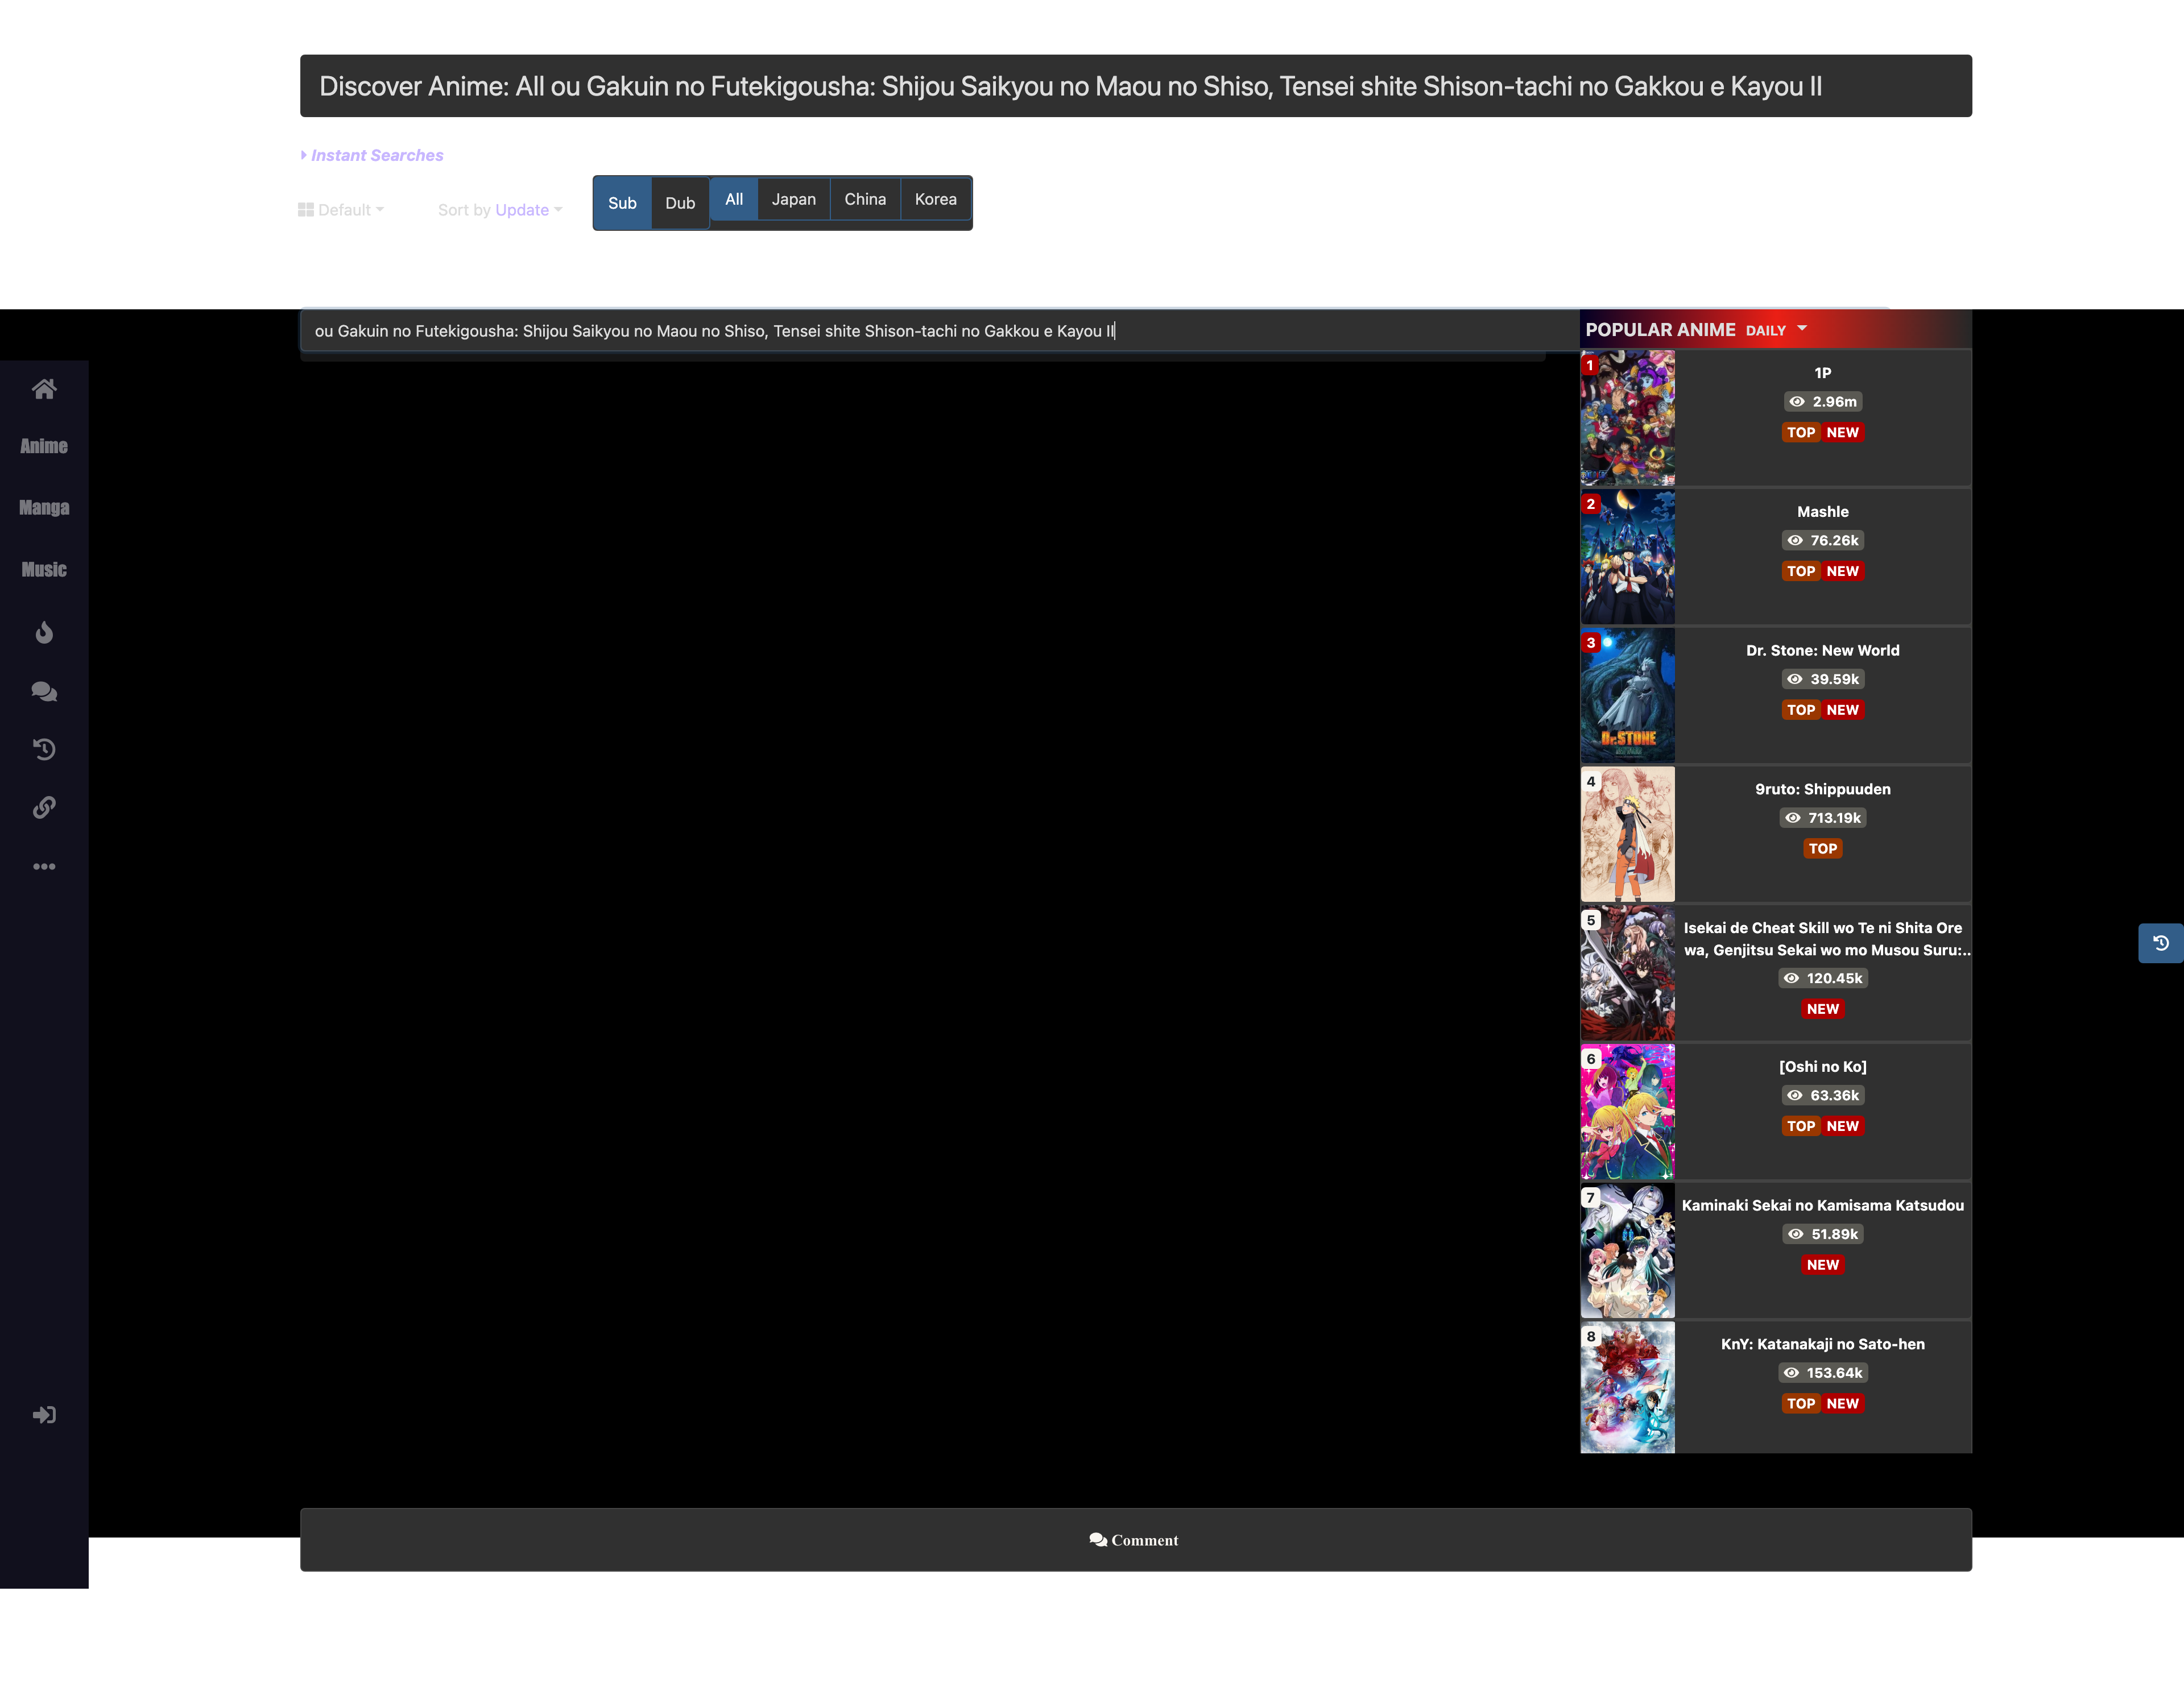 Discover Anime: All ou Gakuin no Futekigousha: Shijou Saikyou no Maou no Shiso, Tensei shite Shison-tachi no Gakkou e Kayou II
Instant Searches
Default
Sort by Update
Sub Dub All Japan China Korea
ou Gakuin no Futekigousha: Shijou Saikyou no Maou no Shiso, Tensei shite Shison-tachi no Gakkou e Kayou II
Anime
Manga
Music
POPULAR ANIME DAILY
1
1P
2.96m
TOP NEW
2
Mashle
76.26k
TOP NEW
3
Dr. Stone: New World
39.59k
TOP NEW
Dr.STONE
4
9ruto: Shippuuden
713.19k
TOP
5
Isekai de Cheat Skill wo Te ni Shita Ore
wa, Genjitsu Sekai wo mo Musou Suru:..
120.45k
NEW
6
[Oshi no Ko]
63.36k
TOP NEW
7
Kaminaki Sekai no Kamisama Katsudou
51.89k
NEW
8
KnY: Katanakaji no Sato-hen
153.64k
TOP NEW
Comment